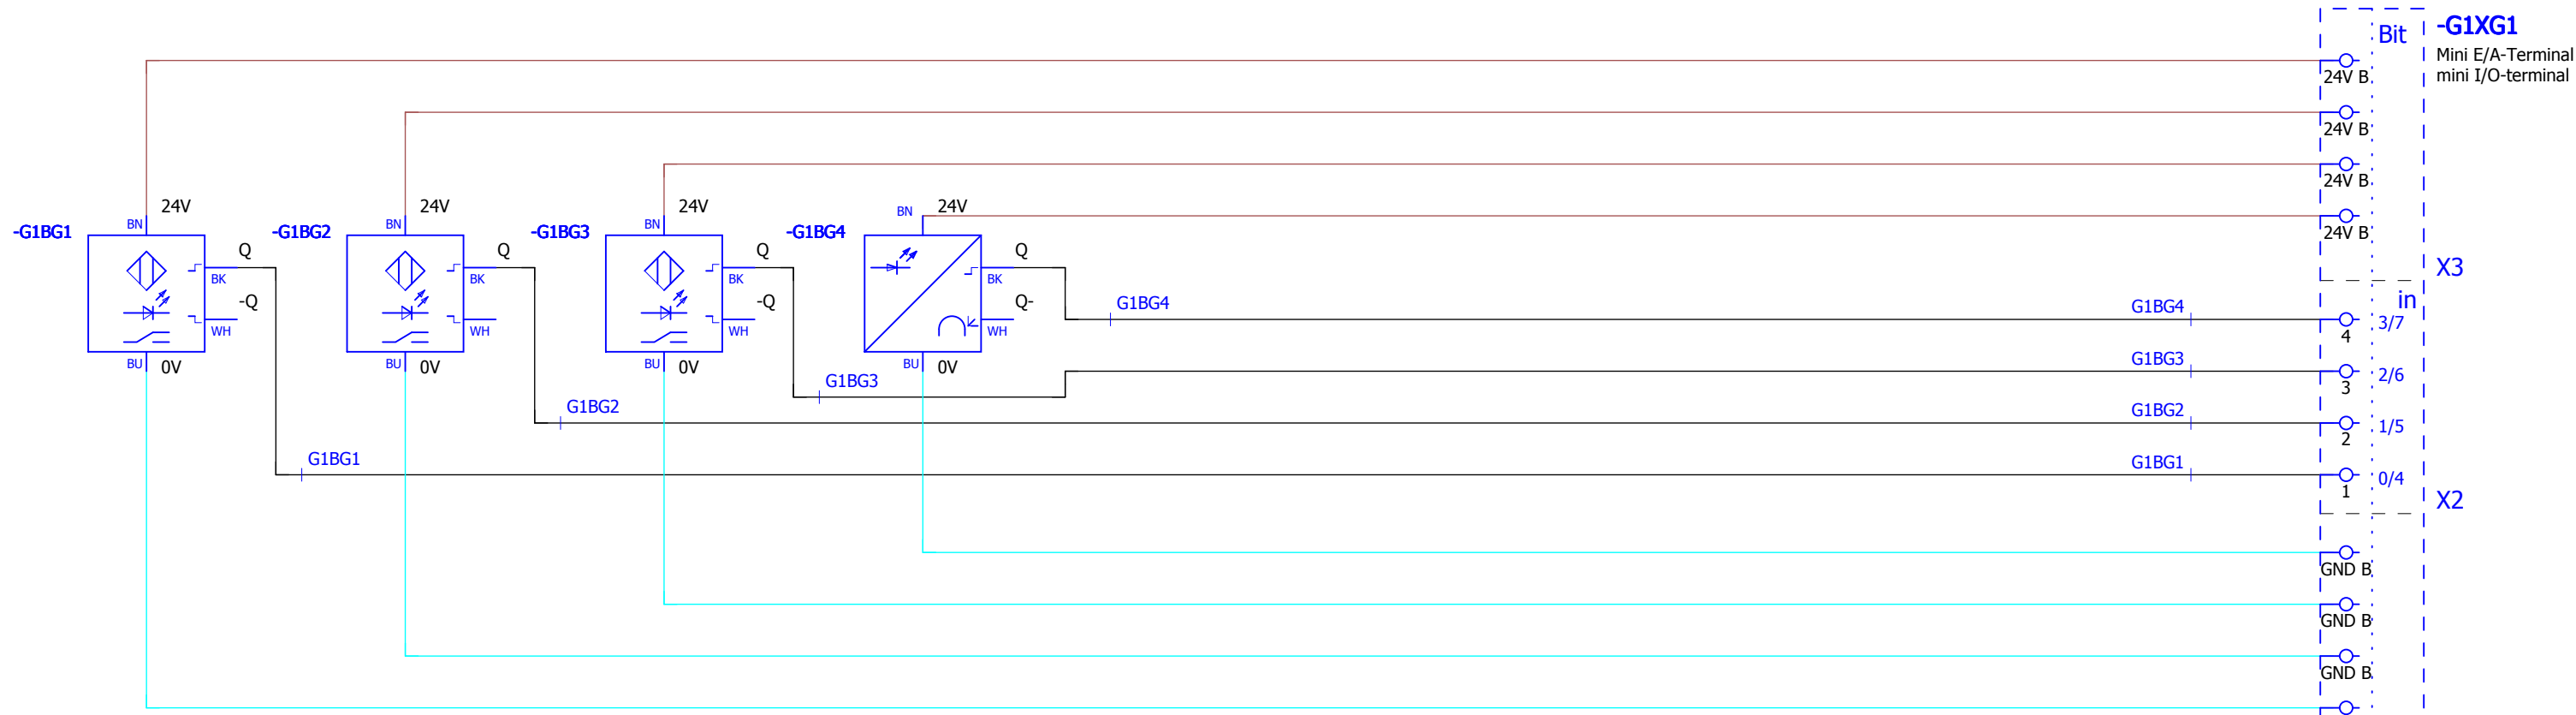 Bit
-G1XG1
Mini E/A-Terminal
mini I/O-terminal
24V B
24V B
24V B
24V B
X3
24V
24V
24V
24V
-G1BG1
BN
-G1BG2
BN
-G1BG3
BN
-G1BG4
BN
Q
Q
Q
Q
BK
BK
BK
BK
-Q
-Q
-Q
Q-
WH
WH
WH
WH
BU
0V
BU
0V
BU
0V
BU
0V
in
G1BG4
G1BG4
4
3/7
G1BG3
G1BG3
3
2/6
G1BG2
G1BG2
2
1/5
G1BG1
G1BG1
1
0/4
X2
GND B
GND B
GND B